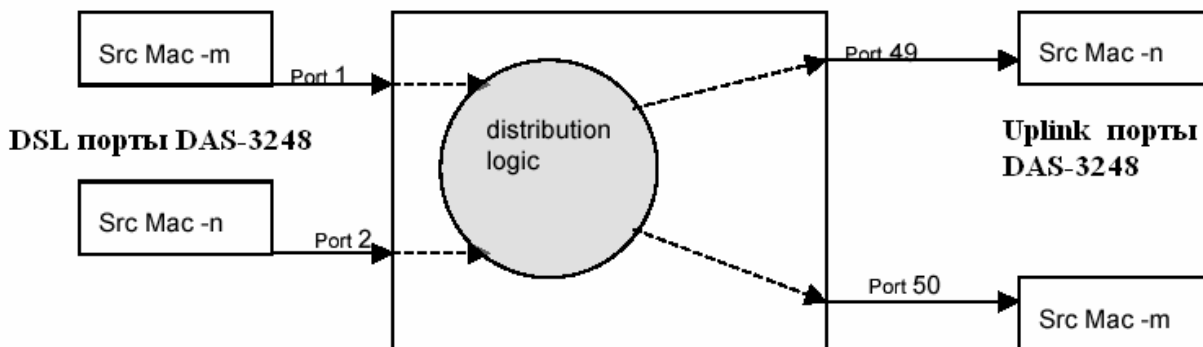 Src Mac -m
Port 1
DSL порты DAS-3248
Src Mac -n
Port 2
distribution
logic
Port 49
Src Mac -n
Uplink порты
DAS-3248
Port 50
Src Mac -m